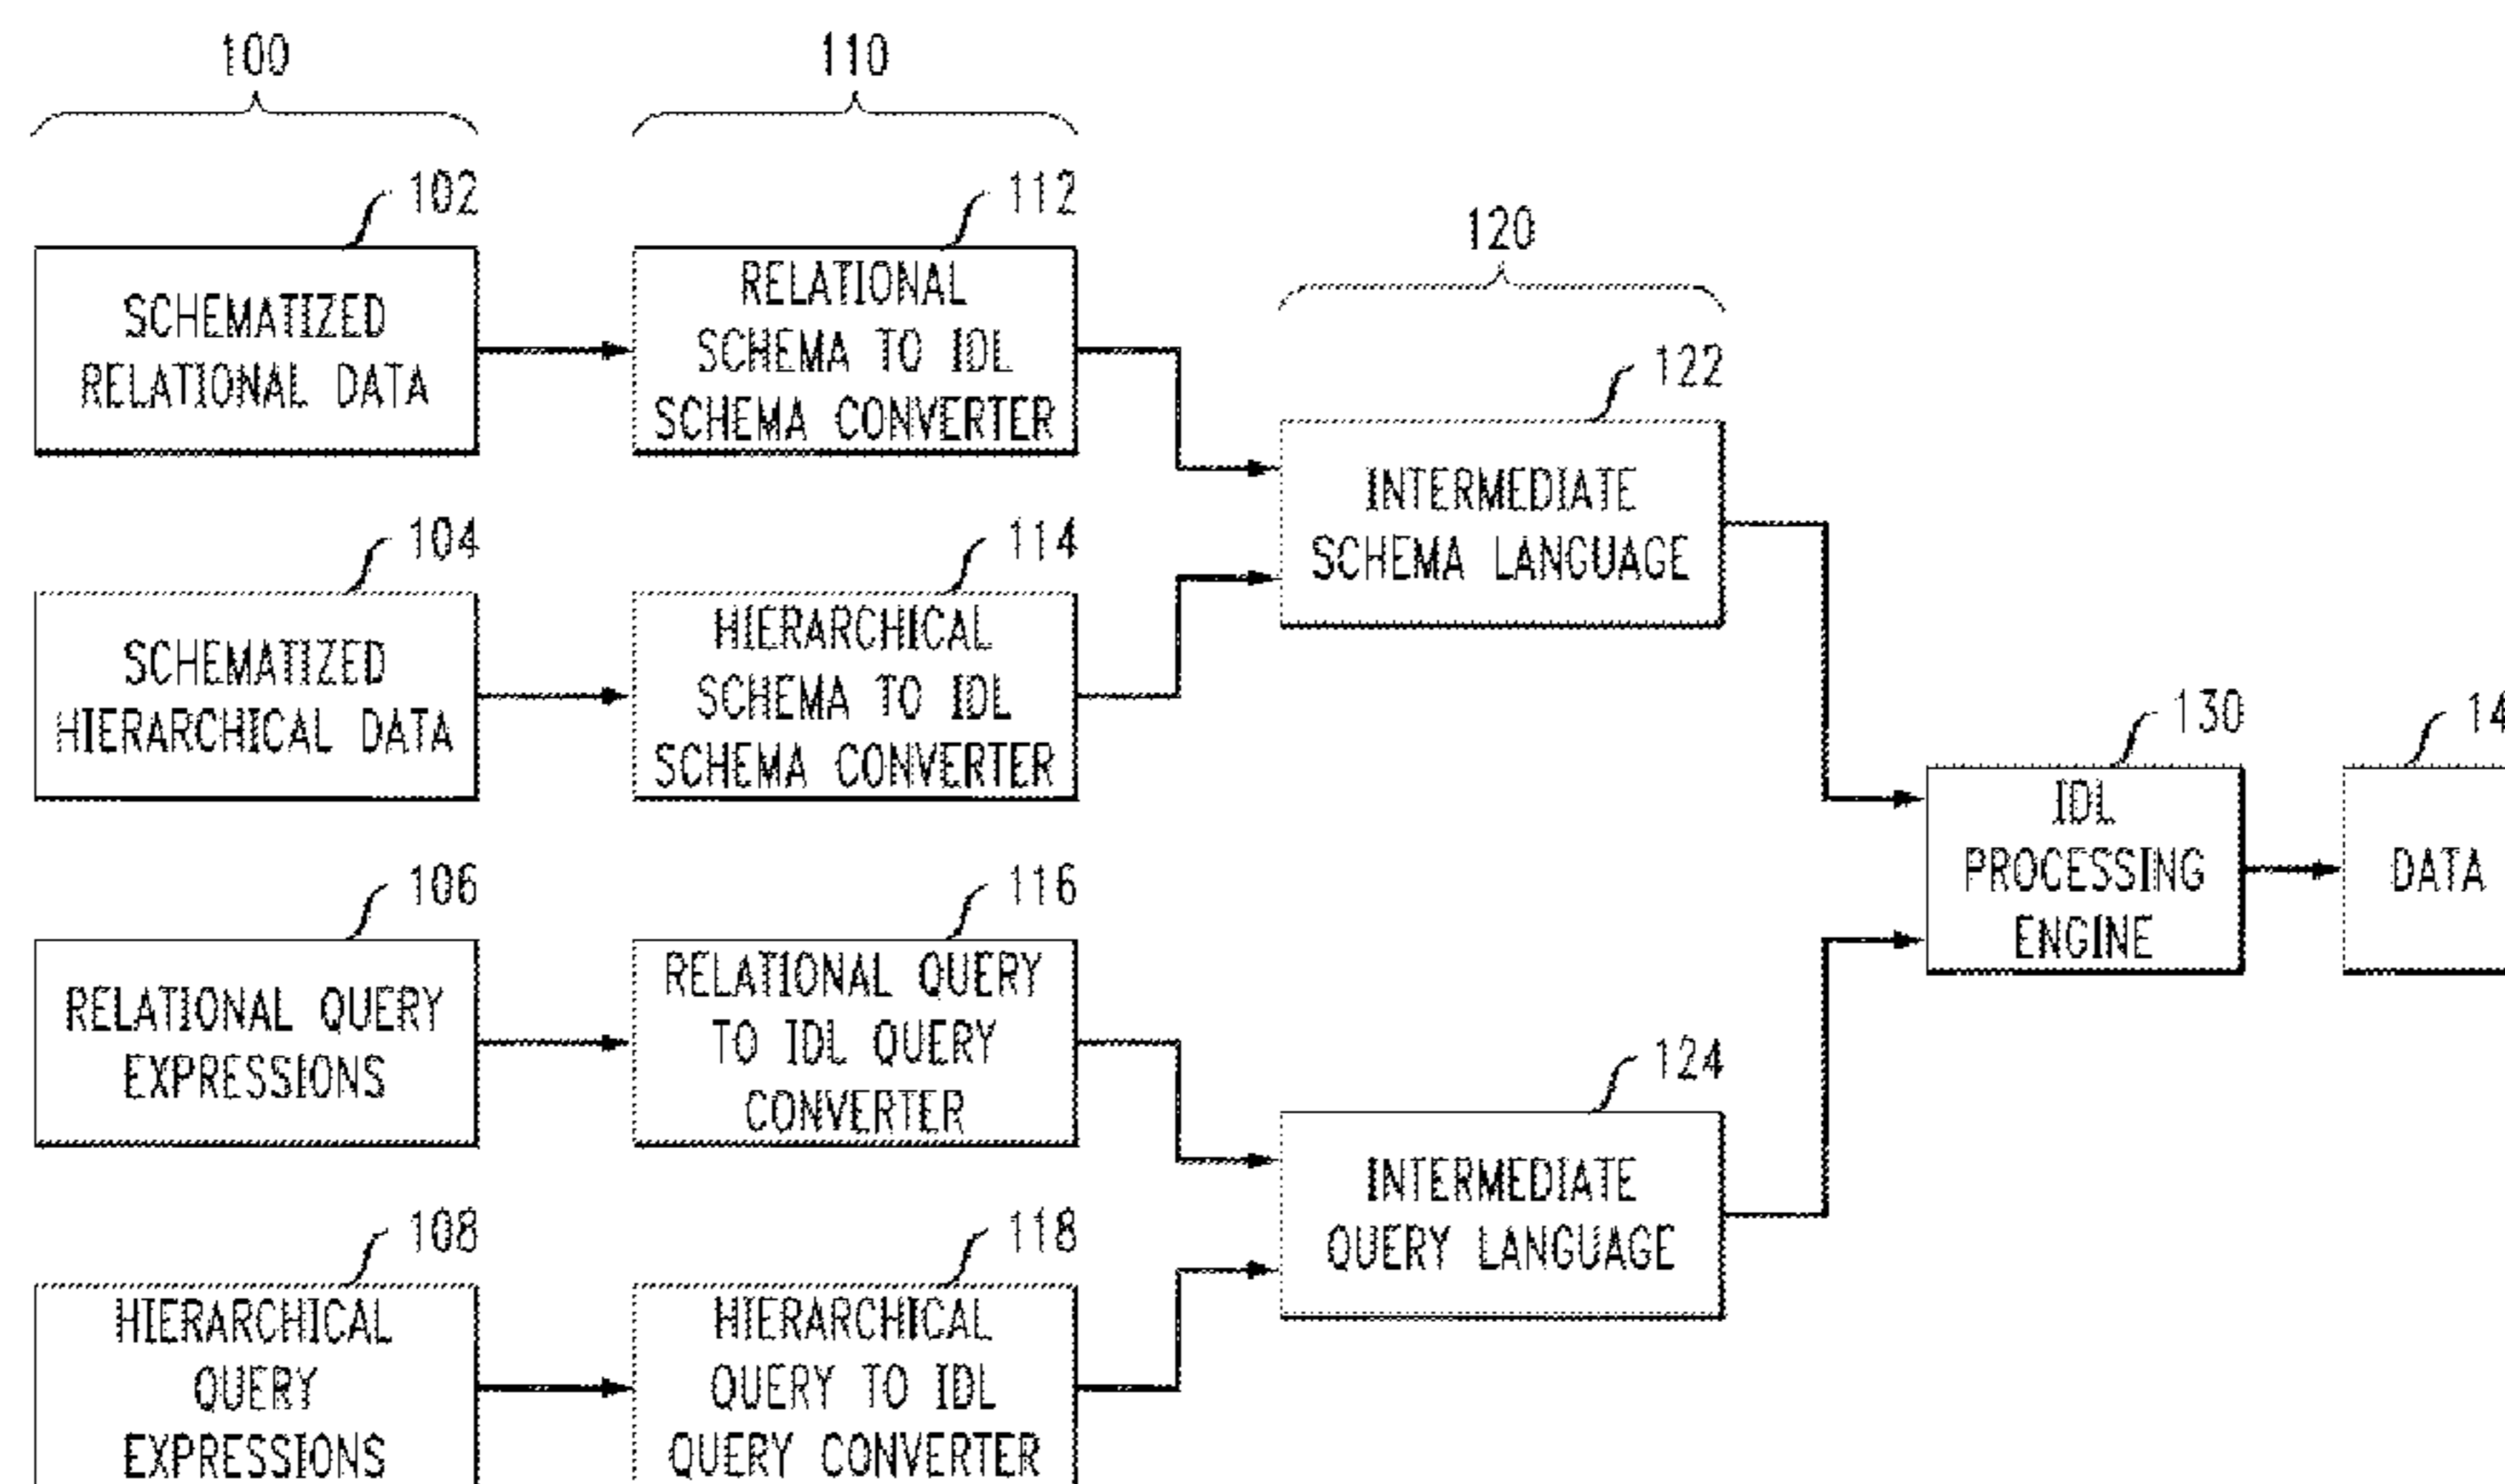 100
110
102
112
120
SCHEMATIZED
RELATIONAL DATA
RELATIONAL
SCHEMA TO IDL
SCHEMA CONVERTER
122
104
114
INTERMEDIATE
SCHEMA LANGUAGE
SCHEMATIZED
HIERARCHICAL DATA
HIERARCHICAL
SCHEMA TO IDL
SCHEMA CONVERTER
130
106
116
IDL
PROCESSING
ENGINE
DATA
RELATIONAL QUERY
EXPRESSIONS
RELATIONAL QUERY
TO IDL QUERY
CONVERTER
124
108
118
INTERMEDIATE
QUERY LANGUAGE
HIERARCHICAL
QUERY
EXPRESSIONS
HIERARCHICAL
QUERY TO IDL
QUERY CONVERTER